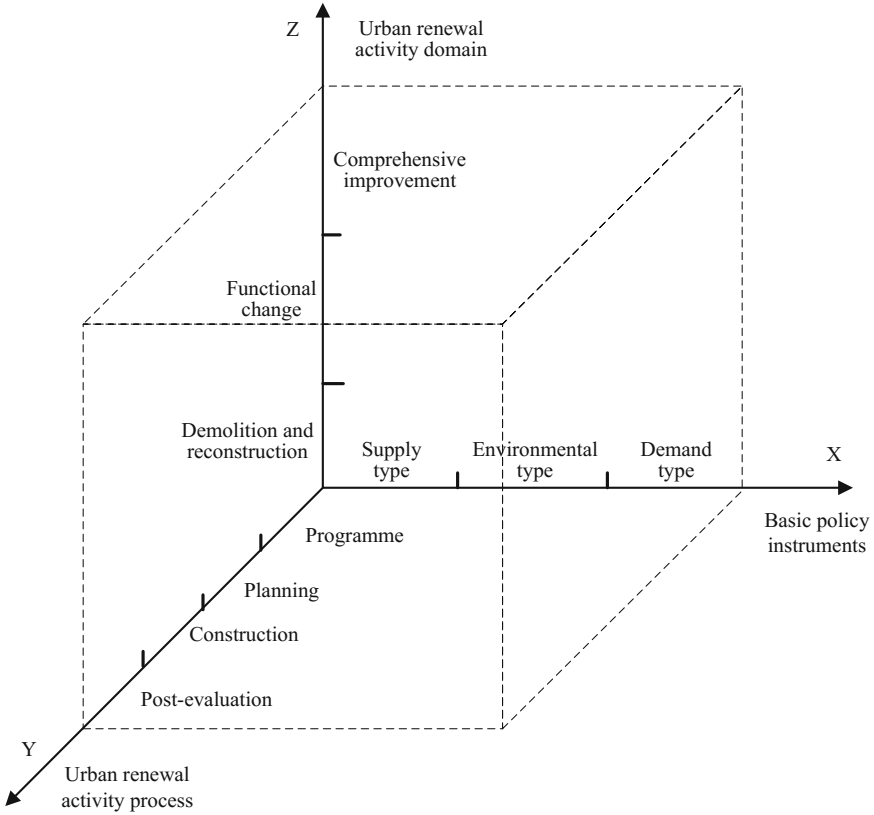 Z
Urban renewal
activity domain
Comprehensive
improvement
Functional
change
Demolition and
reconstruction
Supply
type
Environmental
type
Demand
type
X
Basic policy
instruments
Programme
Planning
Construction
Post-evaluation
Y
Urban renewal
activity process